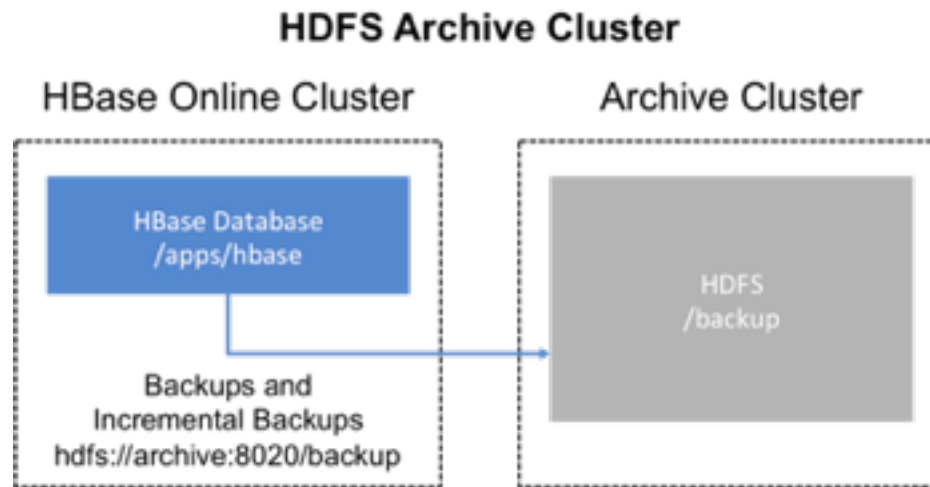 HDFS Archive Cluster
HBase Online Cluster
Archive Cluster
HBase Database
/apps/hbase
HDFS
/backup
Backups and
Incremental Backups
hdfs://archive:8020/backup